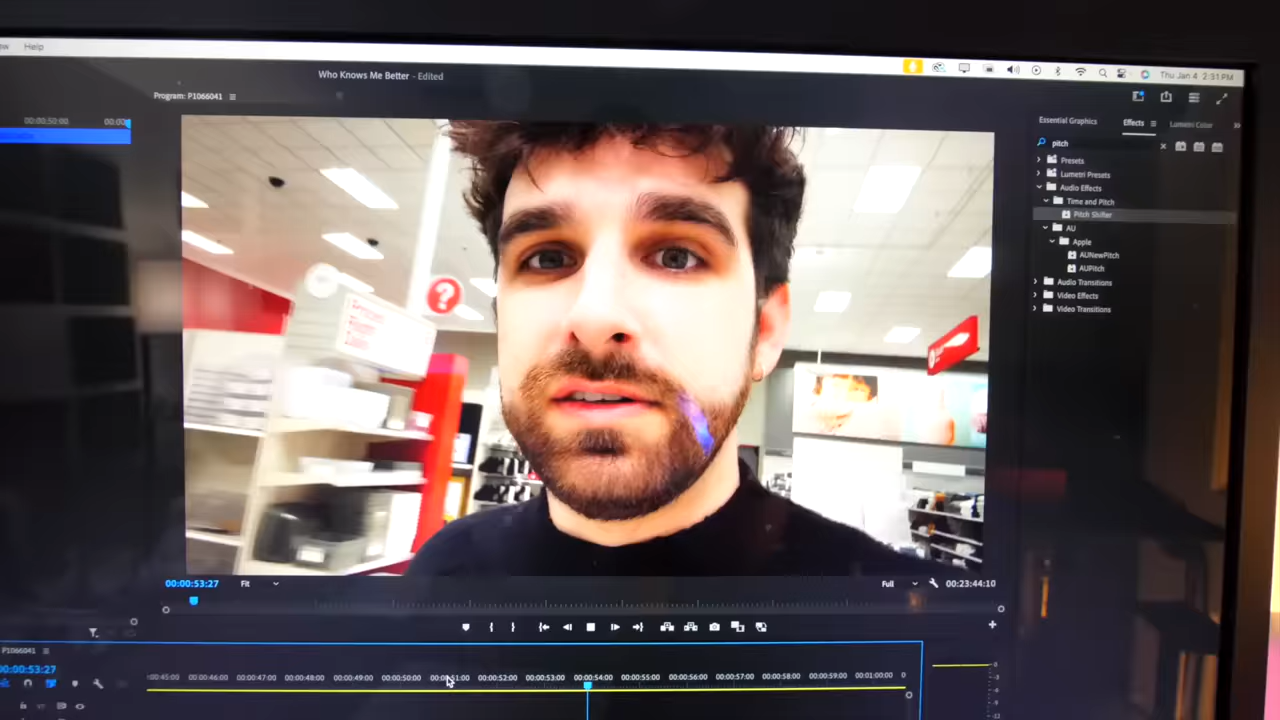 Help
Thu Jan 4 2:31 PM
Who Knows Me Better - Edited
Program: P1066041
00:00:50:00
00:00
Essential Graphics
Effects
Lumetri Color
pitch
Presets
Lumetri Presets
Audio Effects
Time and Pitch
Pitch Shifter
AU
Apple
AUNewPitch
AUPitch
Audio Transitions
Video Effects
Video Transitions
?
00:00:53:27
Fit
Full
00:23:44:10
P1066041
00:00:53:27
:00:45:00 00:00:46:00 00:00:47:00 00:00:48:00 00:00:49:00 00:00:50:00 00:00:51:00 00:00:52:00 00:00:53:00 00:00:54:00 00:00:55:00 00:00:56:00 00:00:57:00 00:00:58:00 00:00:59:00 00:01:00:00 0